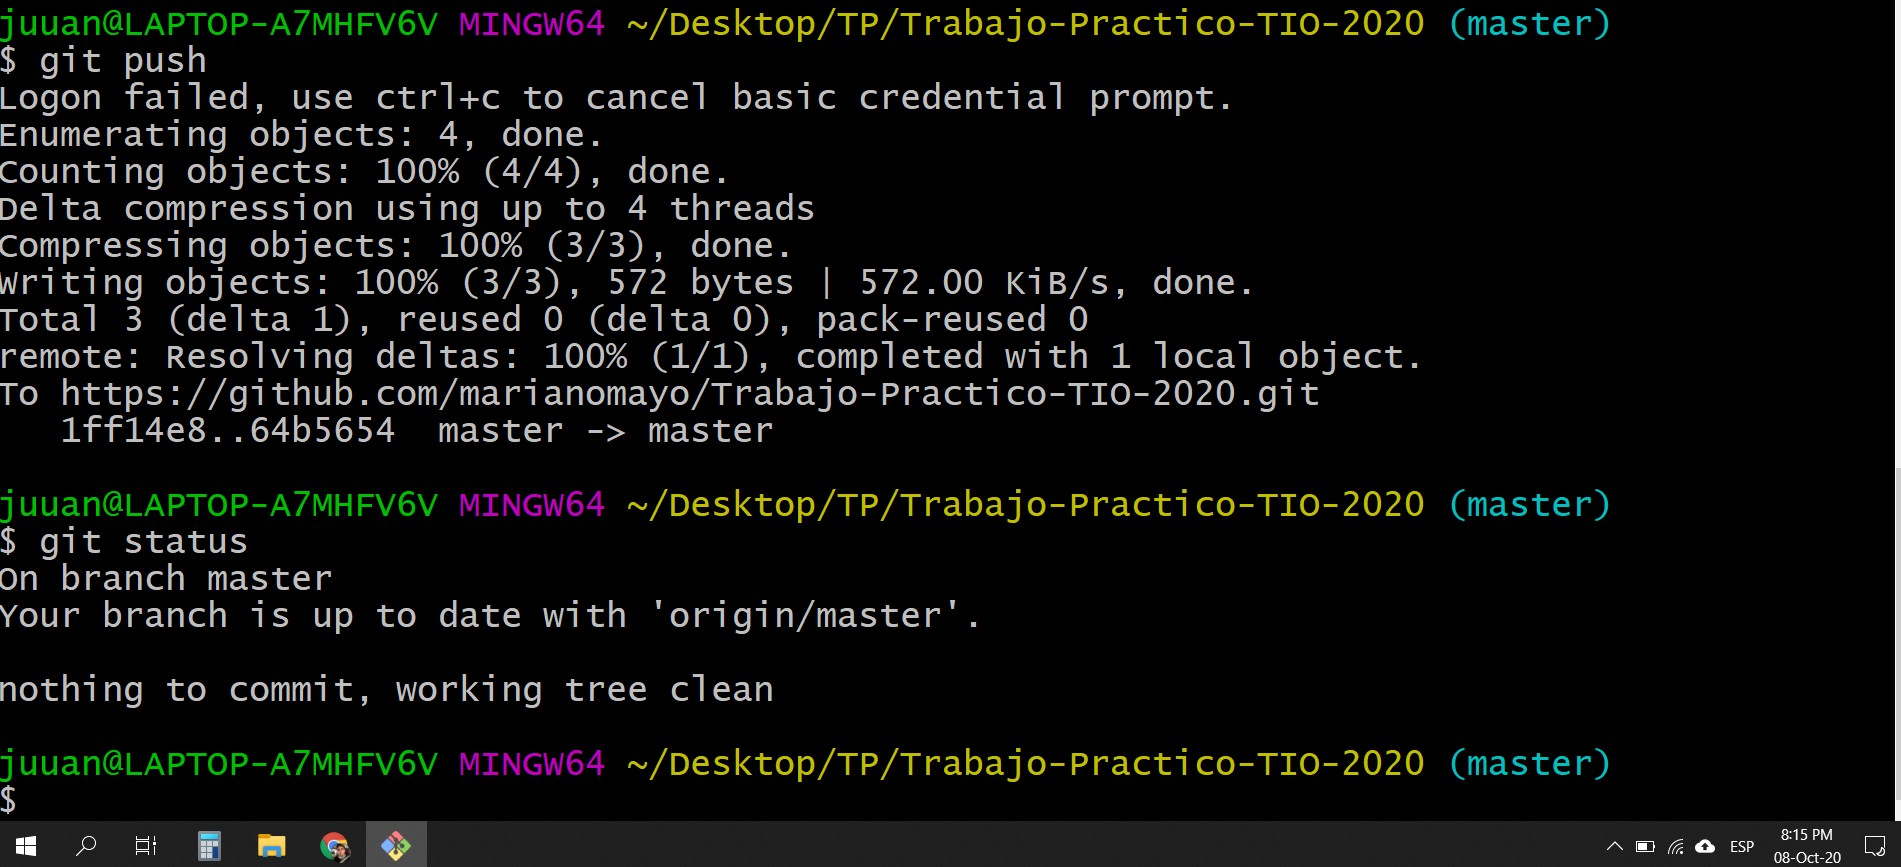 juuan@LAPTOP-A7MHFV6V MINGW64 ~/Desktop/TP/Trabajo-Practico-TIO-2020 (master)
$ git push
Logon failed, use ctrl+c to cancel basic credential prompt.
Enumerating objects: 4, done.
Counting objects: 100% (4/4), done.
Delta compression using up to 4 threads
Compressing objects: 100% (3/3), done.
Writing objects: 100% (3/3), 572 bytes | 572.00 KiB/s, done.
Total 3 (delta 1), reused 0 (delta 0), pack-reused 0
remote: Resolving deltas: 100% (1/1), completed with 1 local object.
To https://github.com/marianomayo/Trabajo-Practico-TIO-2020.git
   1ff14e8..64b5654  master -> master
juuan@LAPTOP-A7MHFV6V MINGW64 ~/Desktop/TP/Trabajo-Practico-TIO-2020 (master)
$ git status
On branch master
Your branch is up to date with 'origin/master'.
nothing to commit, working tree clean
juuan@LAPTOP-A7MHFV6V MINGW64 ~/Desktop/TP/Trabajo-Practico-TIO-2020 (master)
$
ESP
8:15 PM
08-Oct-20